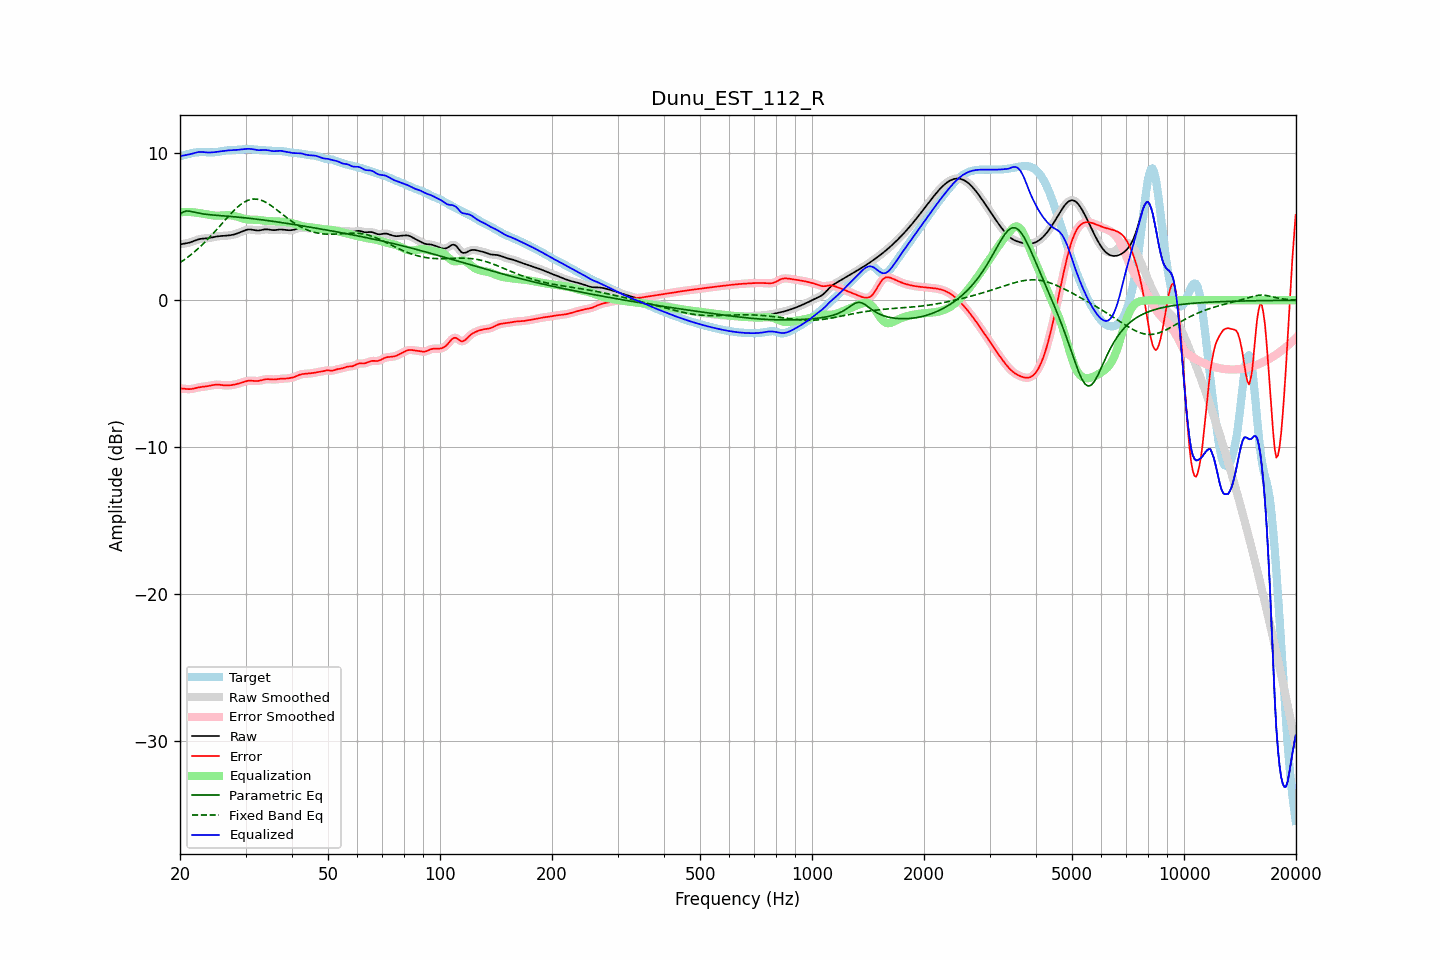 Dunu_EST_112_R
10
0
−10
−20
−30
Amplitude (dBr)
20
50
100
200
500
1000
2000
5000
10000
20000
Frequency (Hz)
Target
Raw Smoothed
Error Smoothed
Raw
Error
Equalization
Parametric Eq
Fixed Band Eq
Equalized